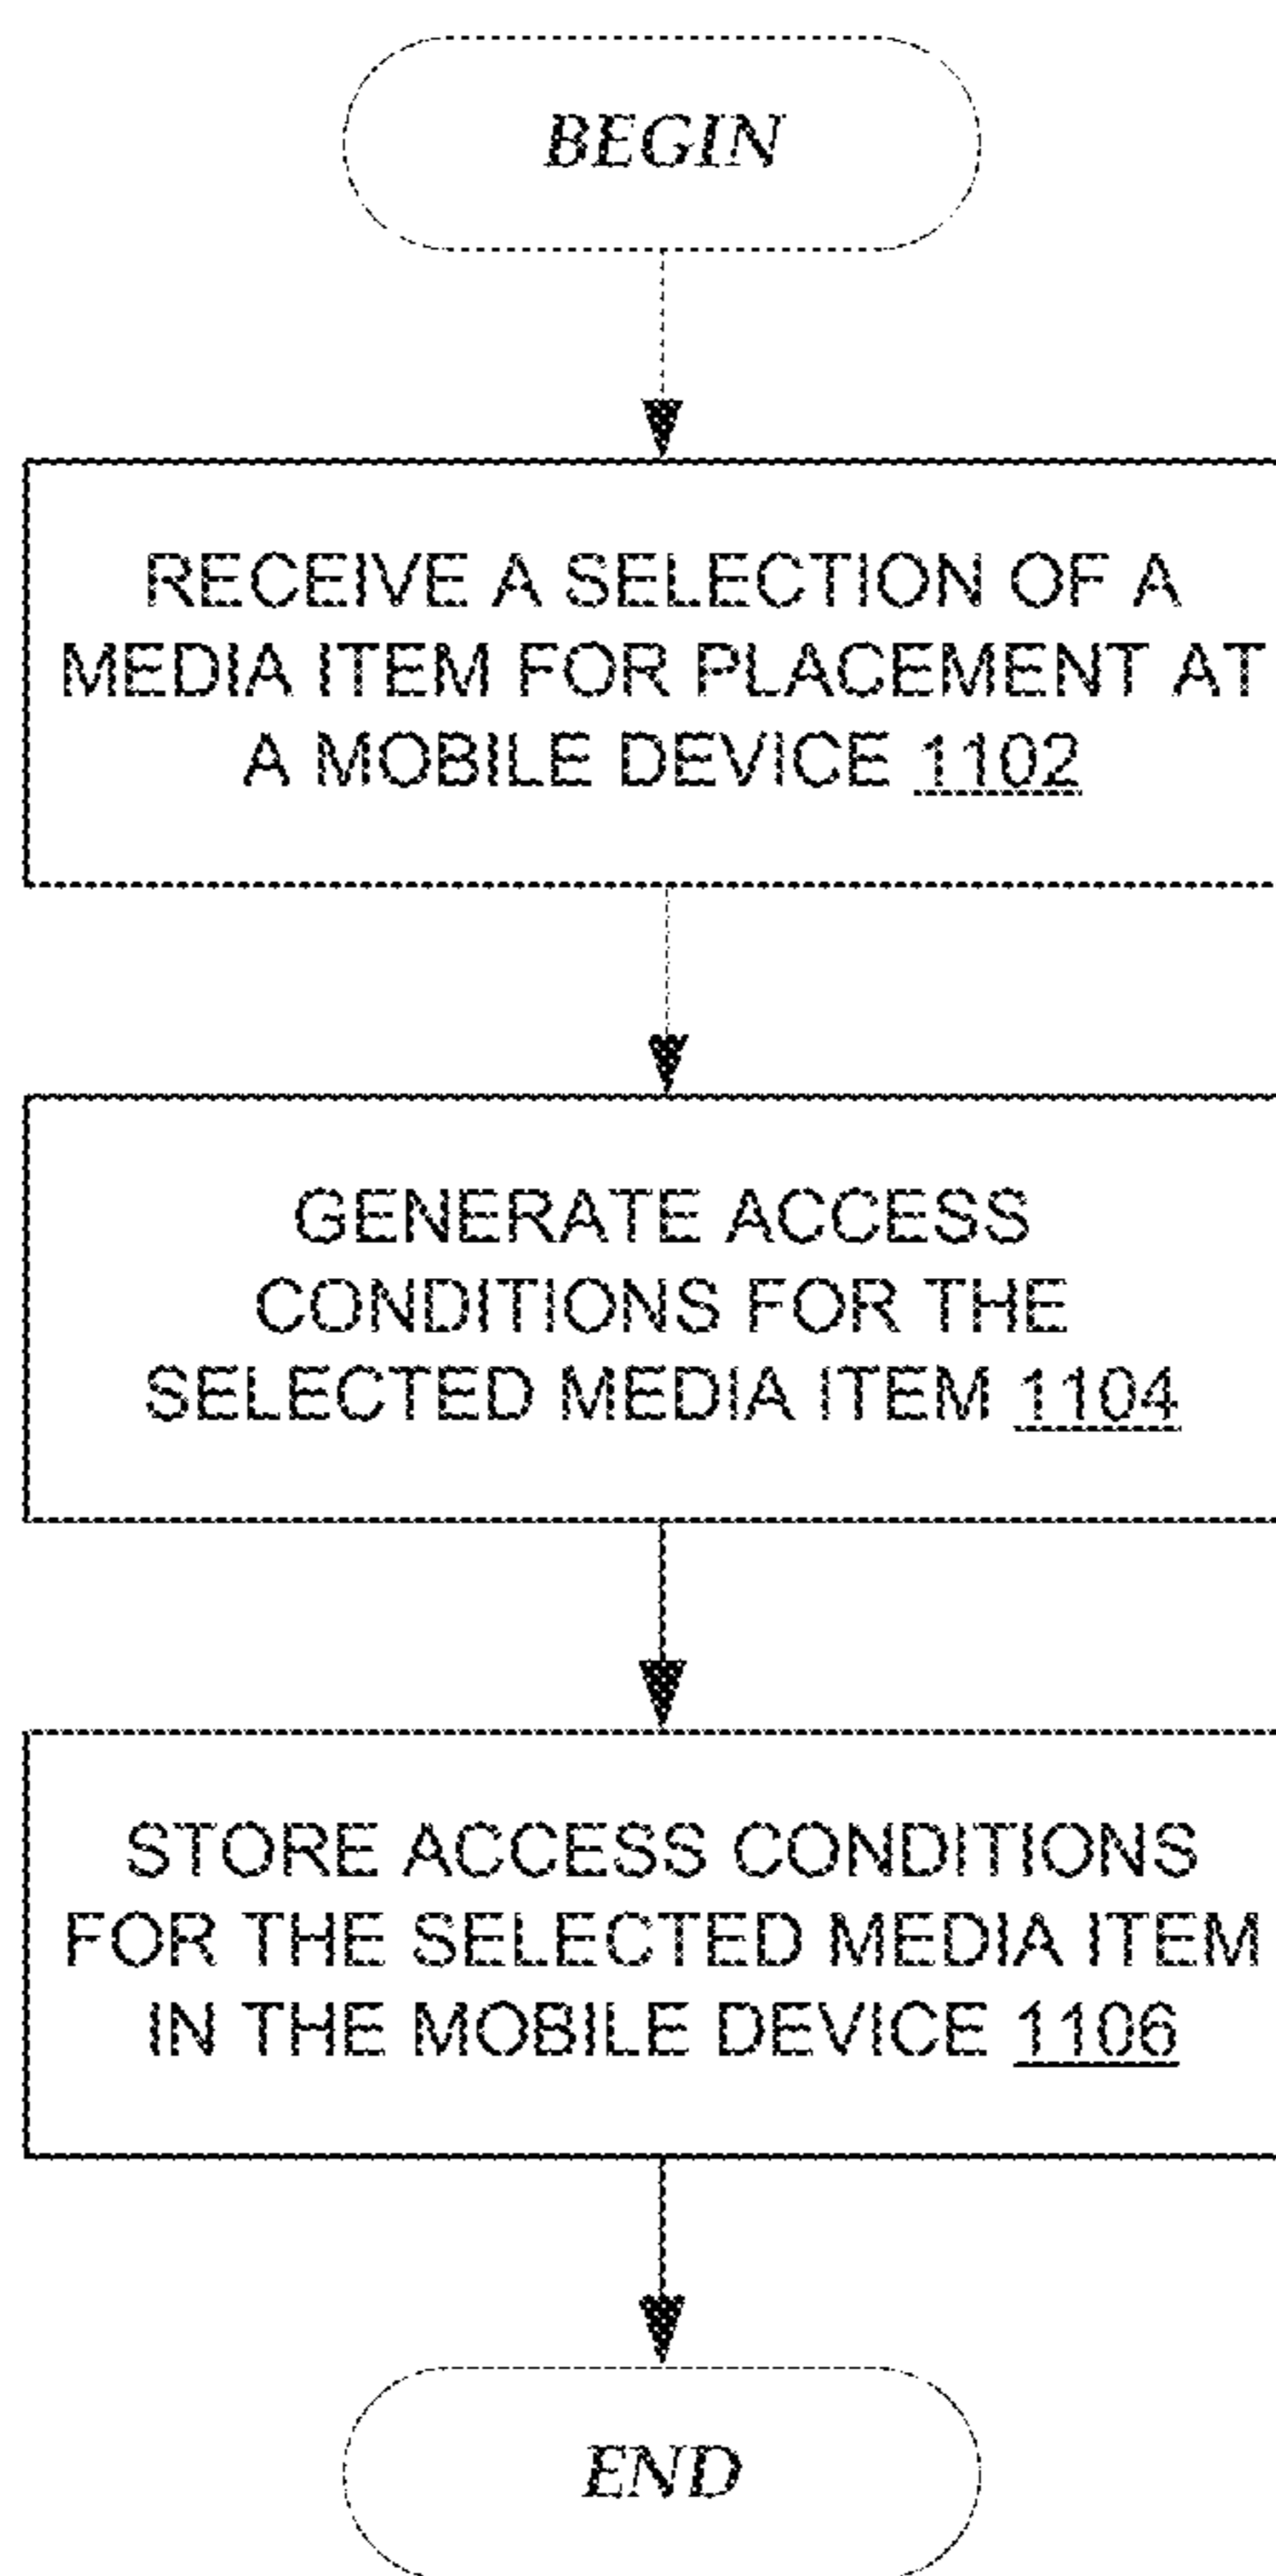 BEGIN
RECEIVE A SELECTION OF A
MEDIA ITEM FOR PLACEMENT AT
A MOBILE DEVICE 1102
GENERATE ACCESS
CONDITIONS FOR THE
SELECTED MEDIA ITEM 1104
STORE ACCESS CONDITIONS
FOR THE SELECTED MEDIA ITEM
IN THE MOBILE DEVICE 1106
END